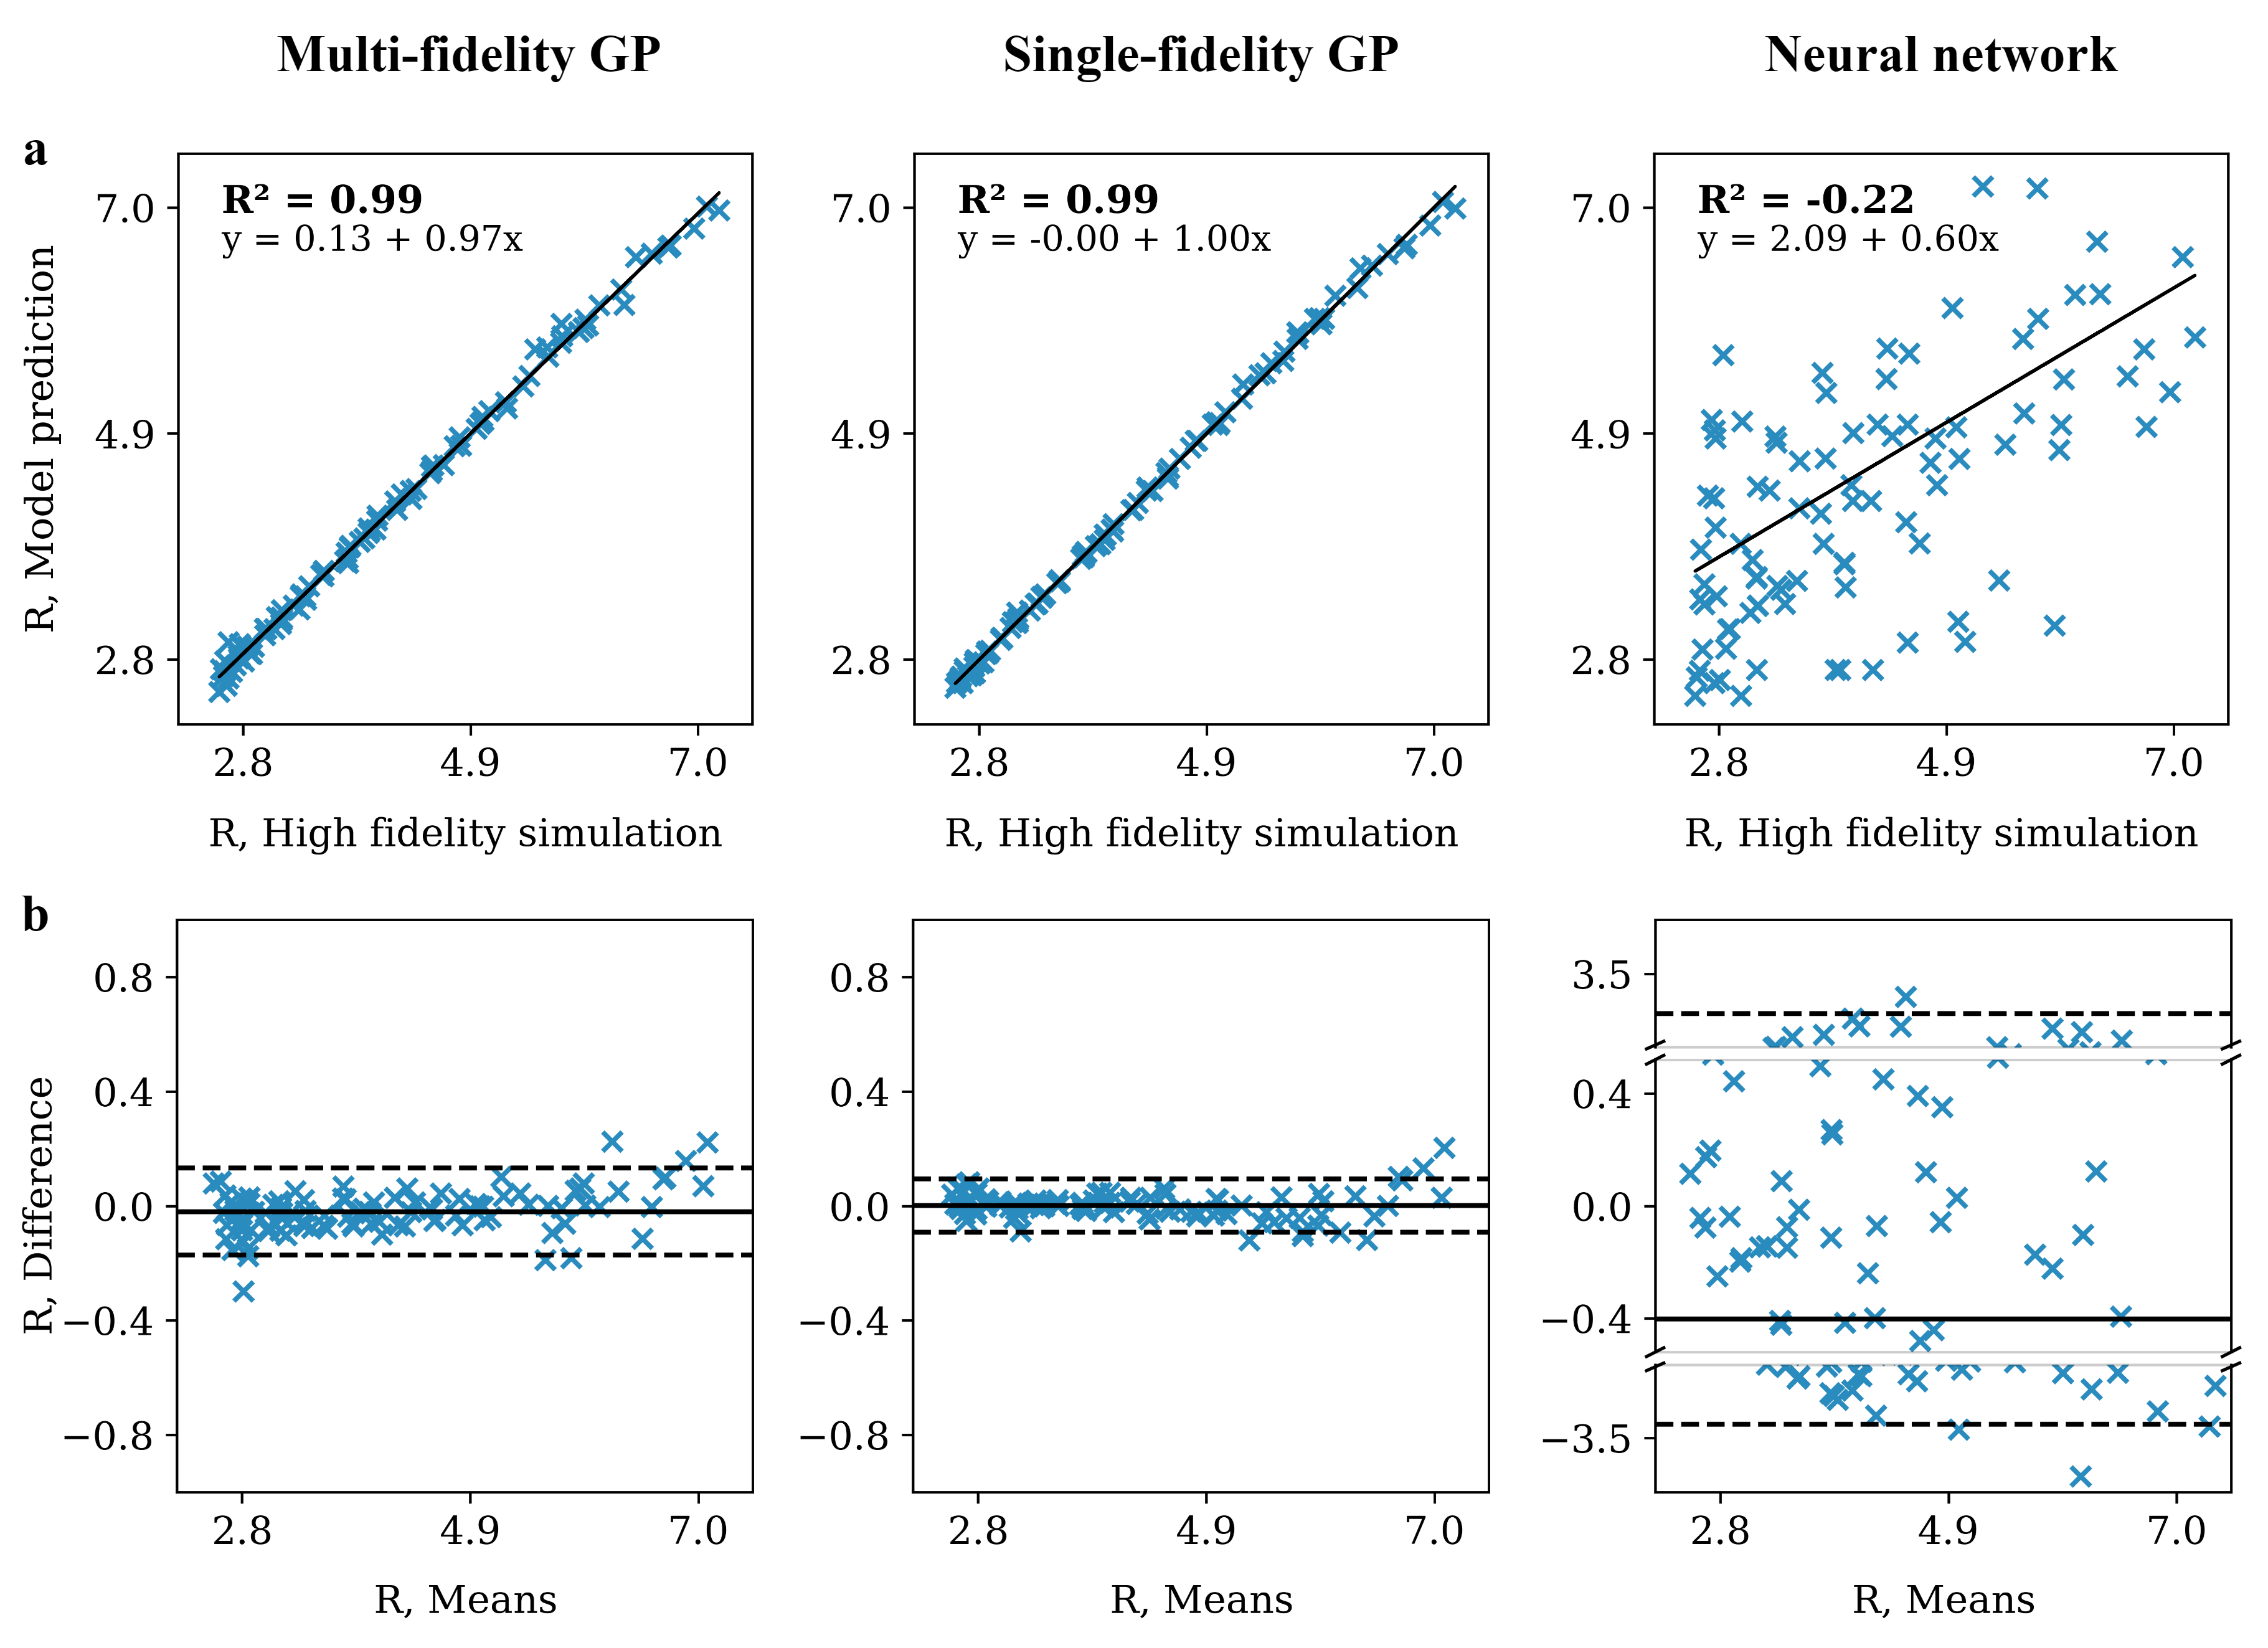 Multi-fidelity GP
Single-fidelity GP
Neural network
a
R, Model prediction
7.0
4.9
2.8
R² = 0.99
y = 0.13 + 0.97x
2.8
4.9
7.0
R, High fidelity simulation
7.0
4.9
2.8
R² = 0.99
y = -0.00 + 1.00x
2.8
4.9
7.0
R, High fidelity simulation
7.0
4.9
2.8
R² = -0.22
y = 2.09 + 0.60x
2.8
4.9
7.0
R, High fidelity simulation
b
R, Difference
0.8
0.4
0.0
−0.4
−0.8
2.8
4.9
7.0
R, Means
0.8
0.4
0.0
−0.4
−0.8
2.8
4.9
7.0
R, Means
3.5
0.4
0.0
−0.4
−3.5
2.8
4.9
7.0
R, Means